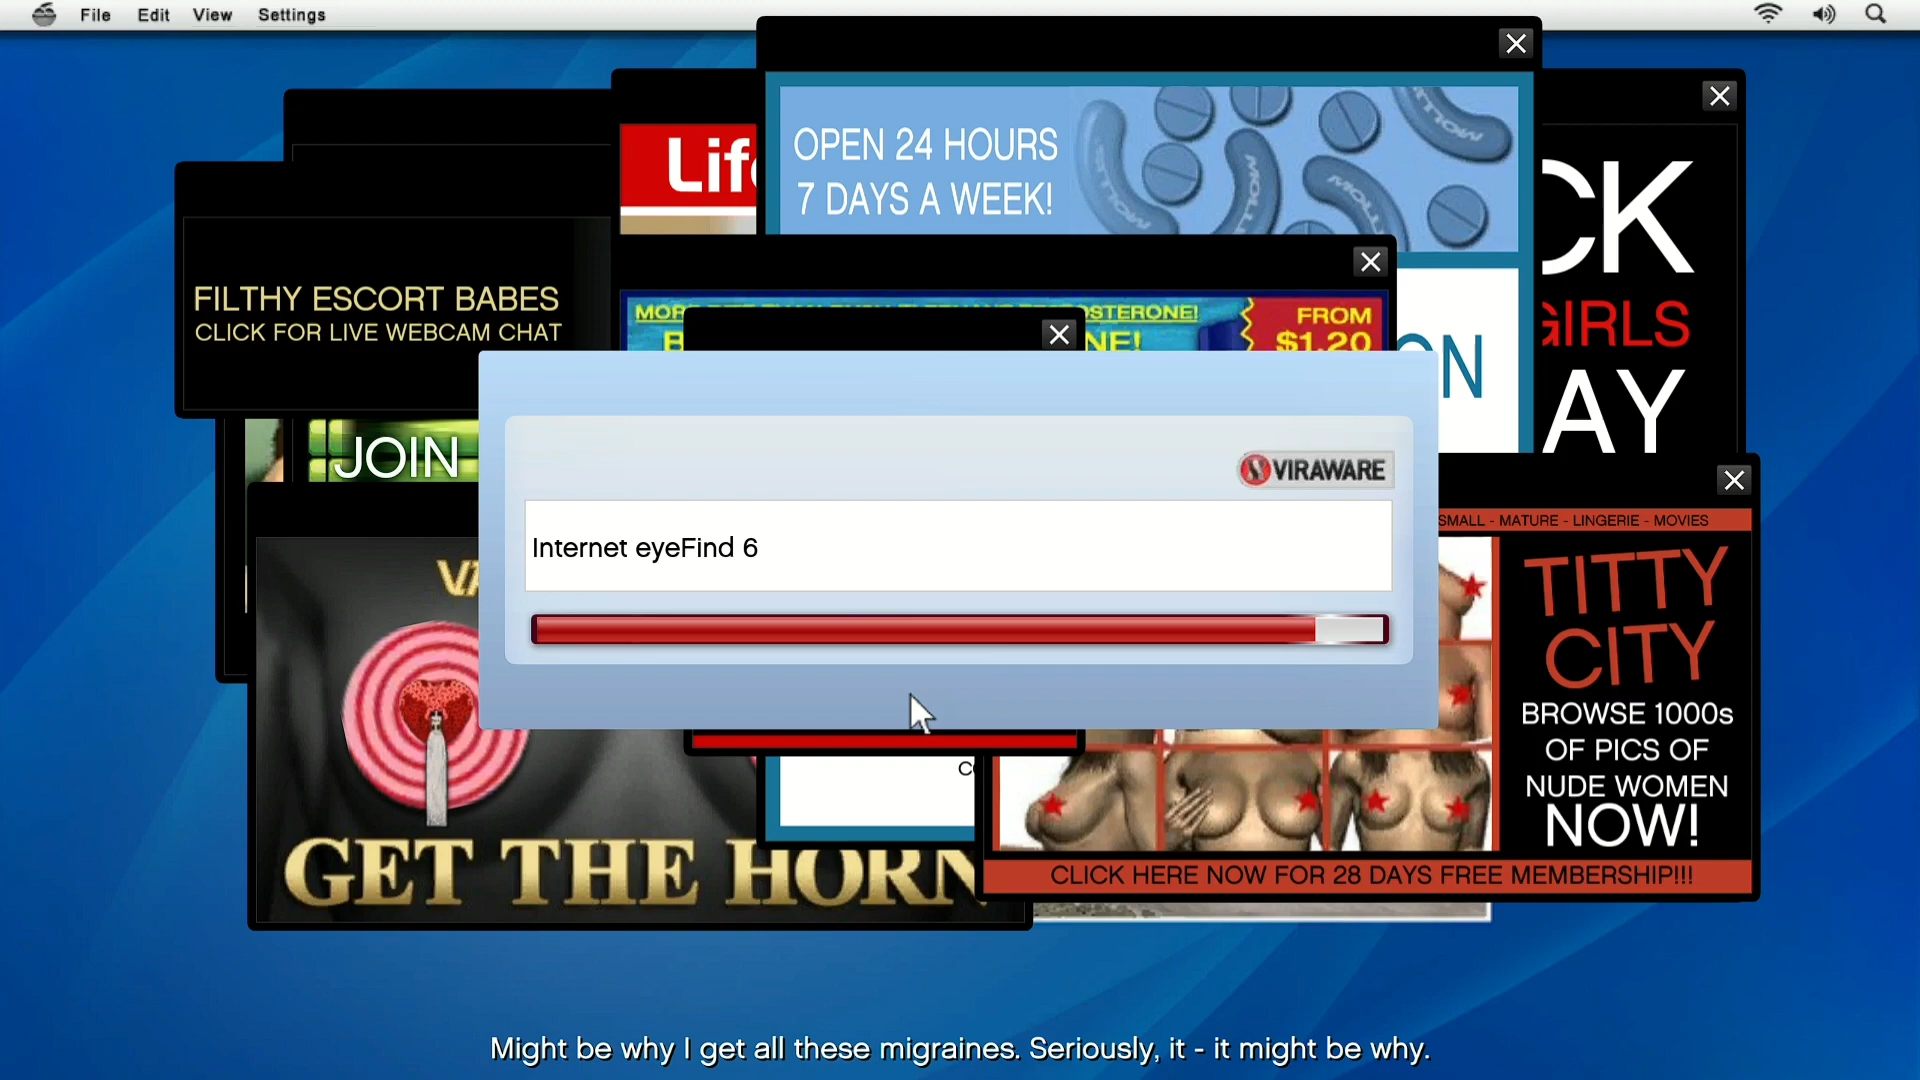 File Edit View Settings
OPEN 24 HOURS
7 DAYS A WEEK!
MOLLIS
FILTHY ESCORT BABES
CLICK FOR LIVE WEBCAM CHAT
FROM
$1.20
GIRLS
JOIN
VIRAWARE
Internet eyeFind 6
SMALL - MATURE - LINGERIE - MOVIES
TITTY
CITY
BROWSE 1000s
OF PICS OF
NUDE WOMEN
NOW!
GET THE HORN
CLICK HERE NOW FOR 28 DAYS FREE MEMBERSHIP!!!
Might be why I get all these migraines. Seriously, it - it might be why.